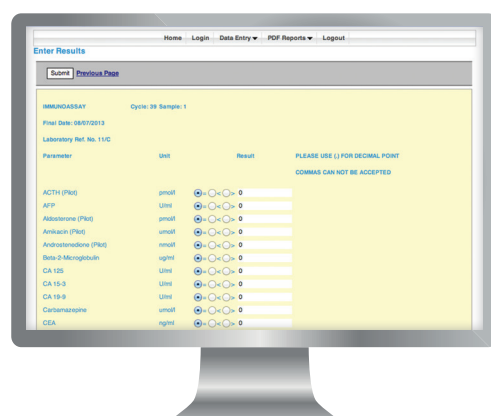 Home Login Data Entry ▾ PDF Reports ▾ Logout
Enter Results
Submit Previous Page
IMMUNOASSAY Cycle: 39 Sample: 1
Final Date: 08/07/2013
Laboratory Ref. No. 11/C
Parameter Unit Result PLEASE USE (.) FOR DECIMAL POINT
COMMAS CAN NOT BE ACCEPTED
ACTH (Pilot) pmol/l = < > 0
AFP U/ml = < > 0
Aldosterone (Pilot) pmol/l = < > 0
Amikacin (Pilot) umol/l = < > 0
Androstenedione (Pilot) nmol/l = < > 0
Beta-2-Microglobulin ug/ml = < > 0
CA 125 U/ml = < > 0
CA 15-3 U/ml = < > 0
CA 19-9 U/ml = < > 0
Carbamazepine umol/l = < > 0
CEA ng/ml = < > 0